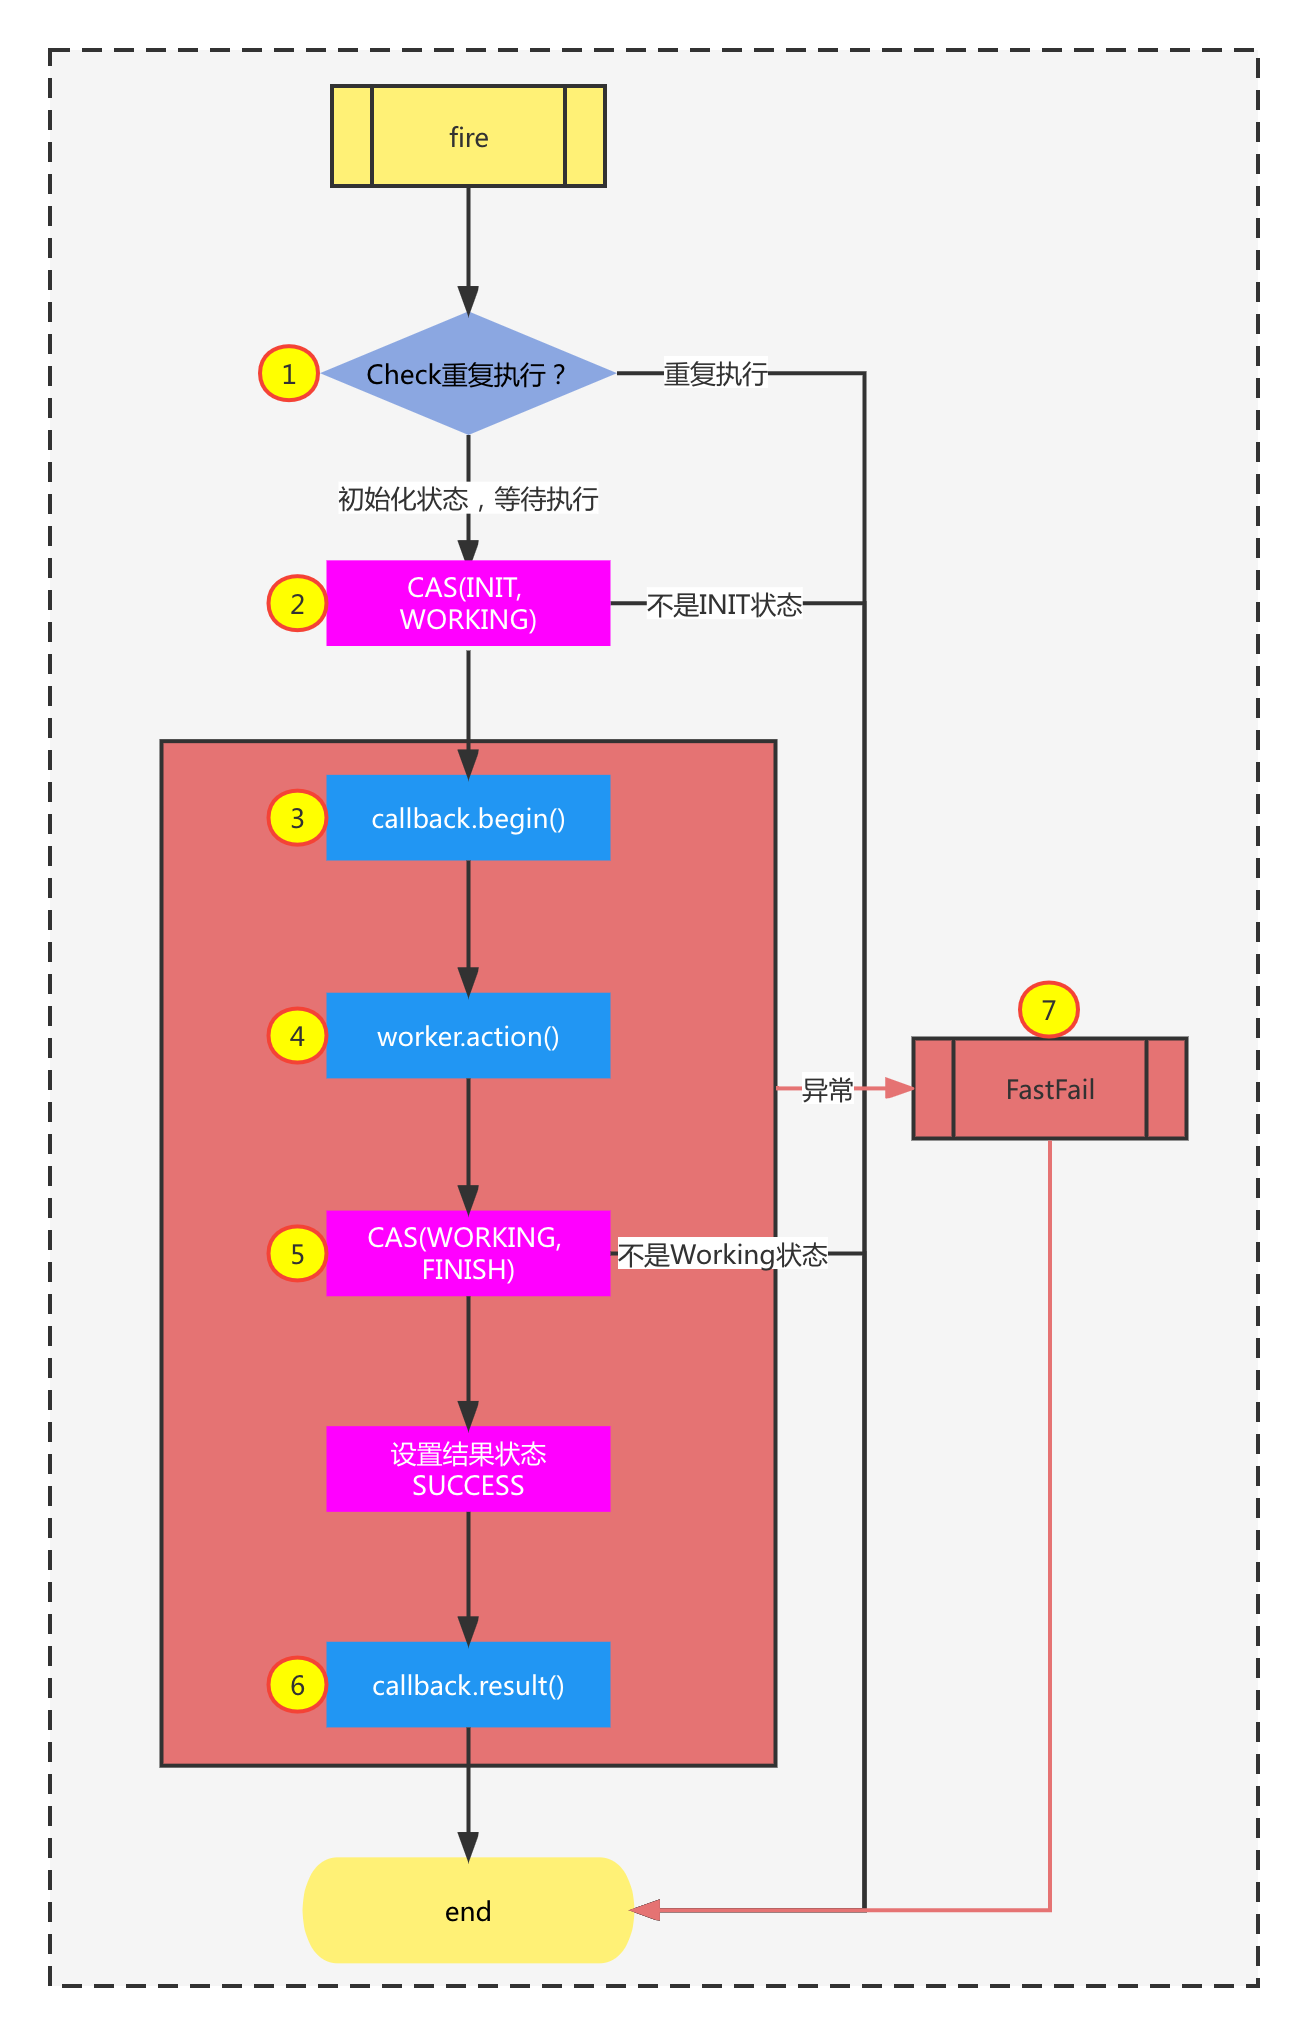 fire
1
Check重复执行？
重复执行
初始化状态，等待执行
2
CAS(INIT,
WORKING)
不是INIT状态
3
callback.begin()
4
worker.action()
异常
7
FastFail
5
CAS(WORKING,
FINISH)
不是Working状态
设置结果状态
SUCCESS
6
callback.result()
end